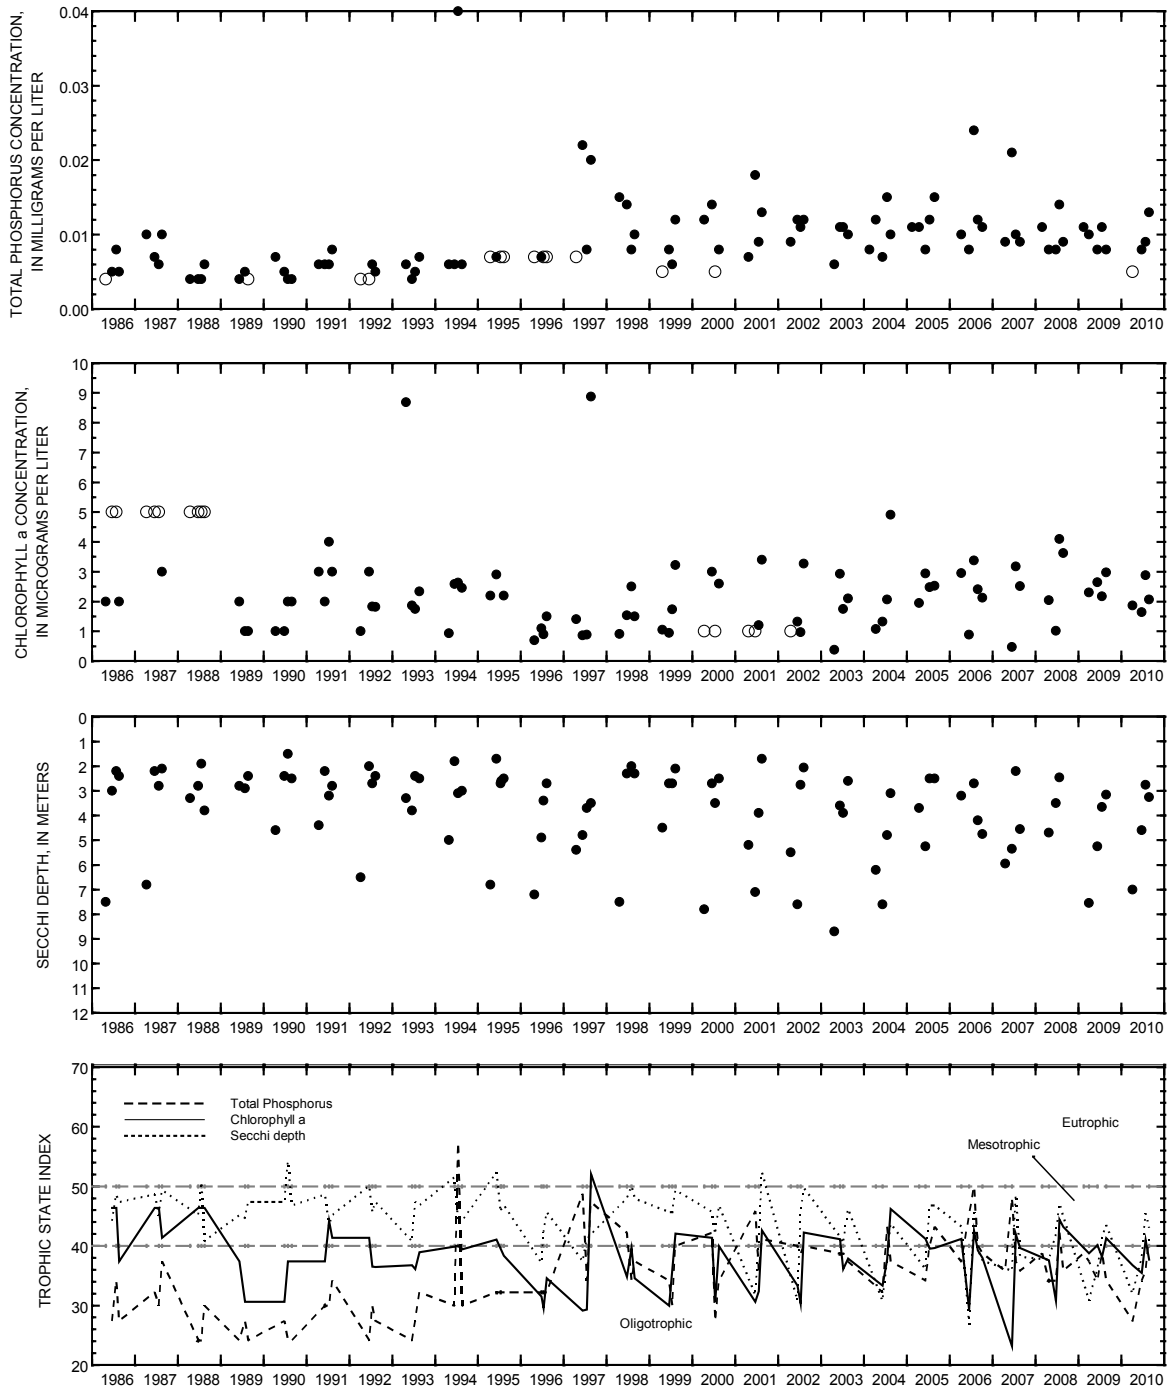 TOTAL PHOSPHORUS CONCENTRATION,
IN MILLIGRAMS PER LITER
0.04
0.03
0.02
0.01
0.00
1986 1987 1988 1989 1990 1991 1992 1993 1994 1995 1996 1997 1998 1999 2000 2001 2002 2003 2004 2005 2006 2007 2008 2009 2010
CHLOROPHYLL a CONCENTRATION,
IN MICROGRAMS PER LITER
10
9
8
7
6
5
4
3
2
1
0
1986 1987 1988 1989 1990 1991 1992 1993 1994 1995 1996 1997 1998 1999 2000 2001 2002 2003 2004 2005 2006 2007 2008 2009 2010
SECCHI DEPTH, IN METERS
0
1
2
3
4
5
6
7
8
9
10
11
12
1986 1987 1988 1989 1990 1991 1992 1993 1994 1995 1996 1997 1998 1999 2000 2001 2002 2003 2004 2005 2006 2007 2008 2009 2010
TROPHIC STATE INDEX
70
60
50
40
30
20
Total Phosphorus
Chlorophyll a
Secchi depth
Eutrophic
Mesotrophic
Oligotrophic
1986 1987 1988 1989 1990 1991 1992 1993 1994 1995 1996 1997 1998 1999 2000 2001 2002 2003 2004 2005 2006 2007 2008 2009 2010